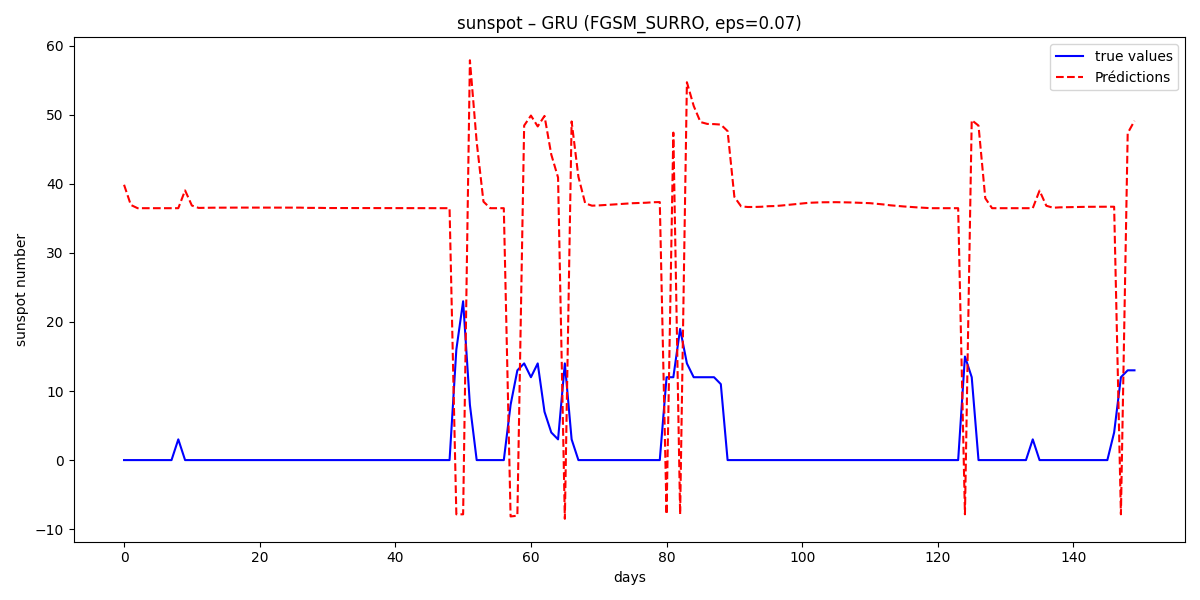 sunspot – GRU (FGSM_SURRO, eps=0.07)
true values
Prédictions
sunspot number
60
50
40
30
20
10
0
−10
0 20 40 60 80 100 120 140
days